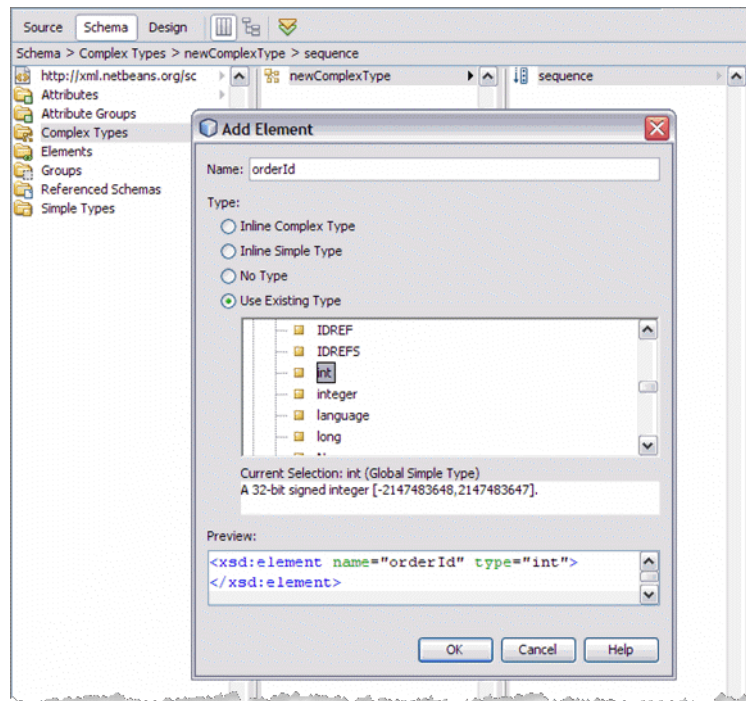 Source Schema Design
Schema > Complex Types > newComplexType > sequence
http://xml.netbeans.org/sc newComplexType sequence
Attributes
Attribute Groups
Complex Types
Elements
Groups
Referenced Schemas
Simple Types
Add Element
Name: orderId
Type:
Inline Complex Type
Inline Simple Type
No Type
Use Existing Type
IDREF
IDREFS
int
integer
language
long
Current Selection: int (Global Simple Type)
A 32-bit signed integer [-2147483648,2147483647].
Preview:
<xsd:element name="orderId" type="int">
</xsd:element>
OK Cancel Help